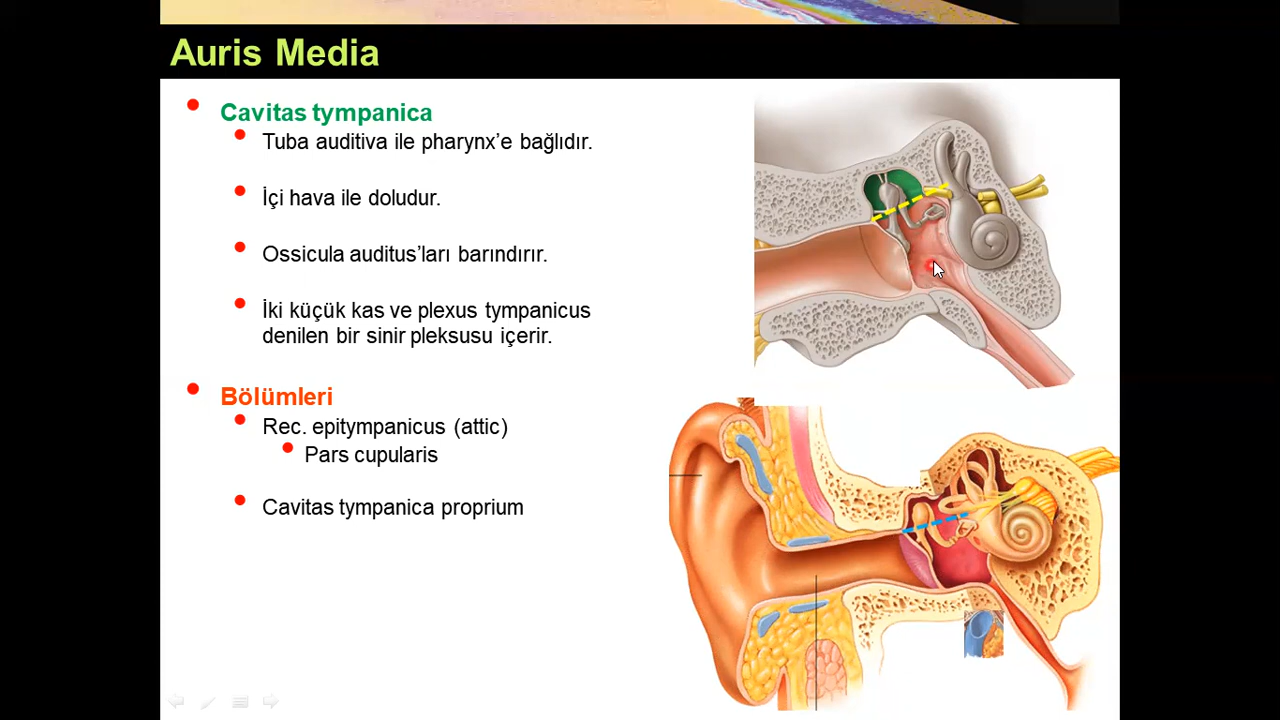 Auris Media
Cavitas tympanica
Tuba auditiva ile pharynx’e bağlıdır.
İçi hava ile doludur.
Ossicula auditus’ları barındırır.
İki küçük kas ve plexus tympanicus
denilen bir sinir pleksusu içerir.
Bölümleri
Rec. epitympanicus (attic)
Pars cupularis
Cavitas tympanica proprium